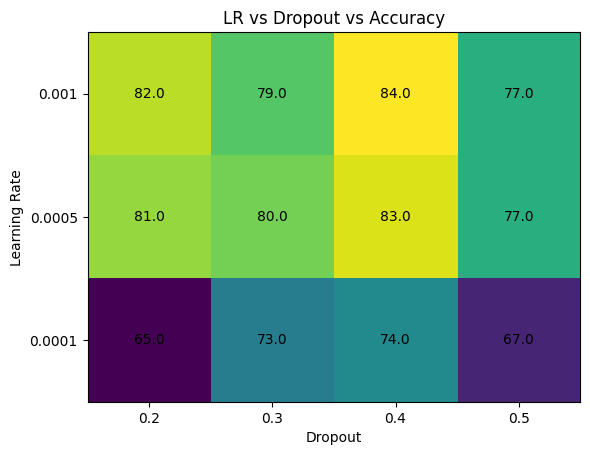 LR vs Dropout vs Accuracy
Learning Rate
0.001
82.0 79.0 84.0 77.0
0.0005
81.0 80.0 83.0 77.0
0.0001
65.0 73.0 74.0 67.0
0.2 0.3 0.4 0.5
Dropout